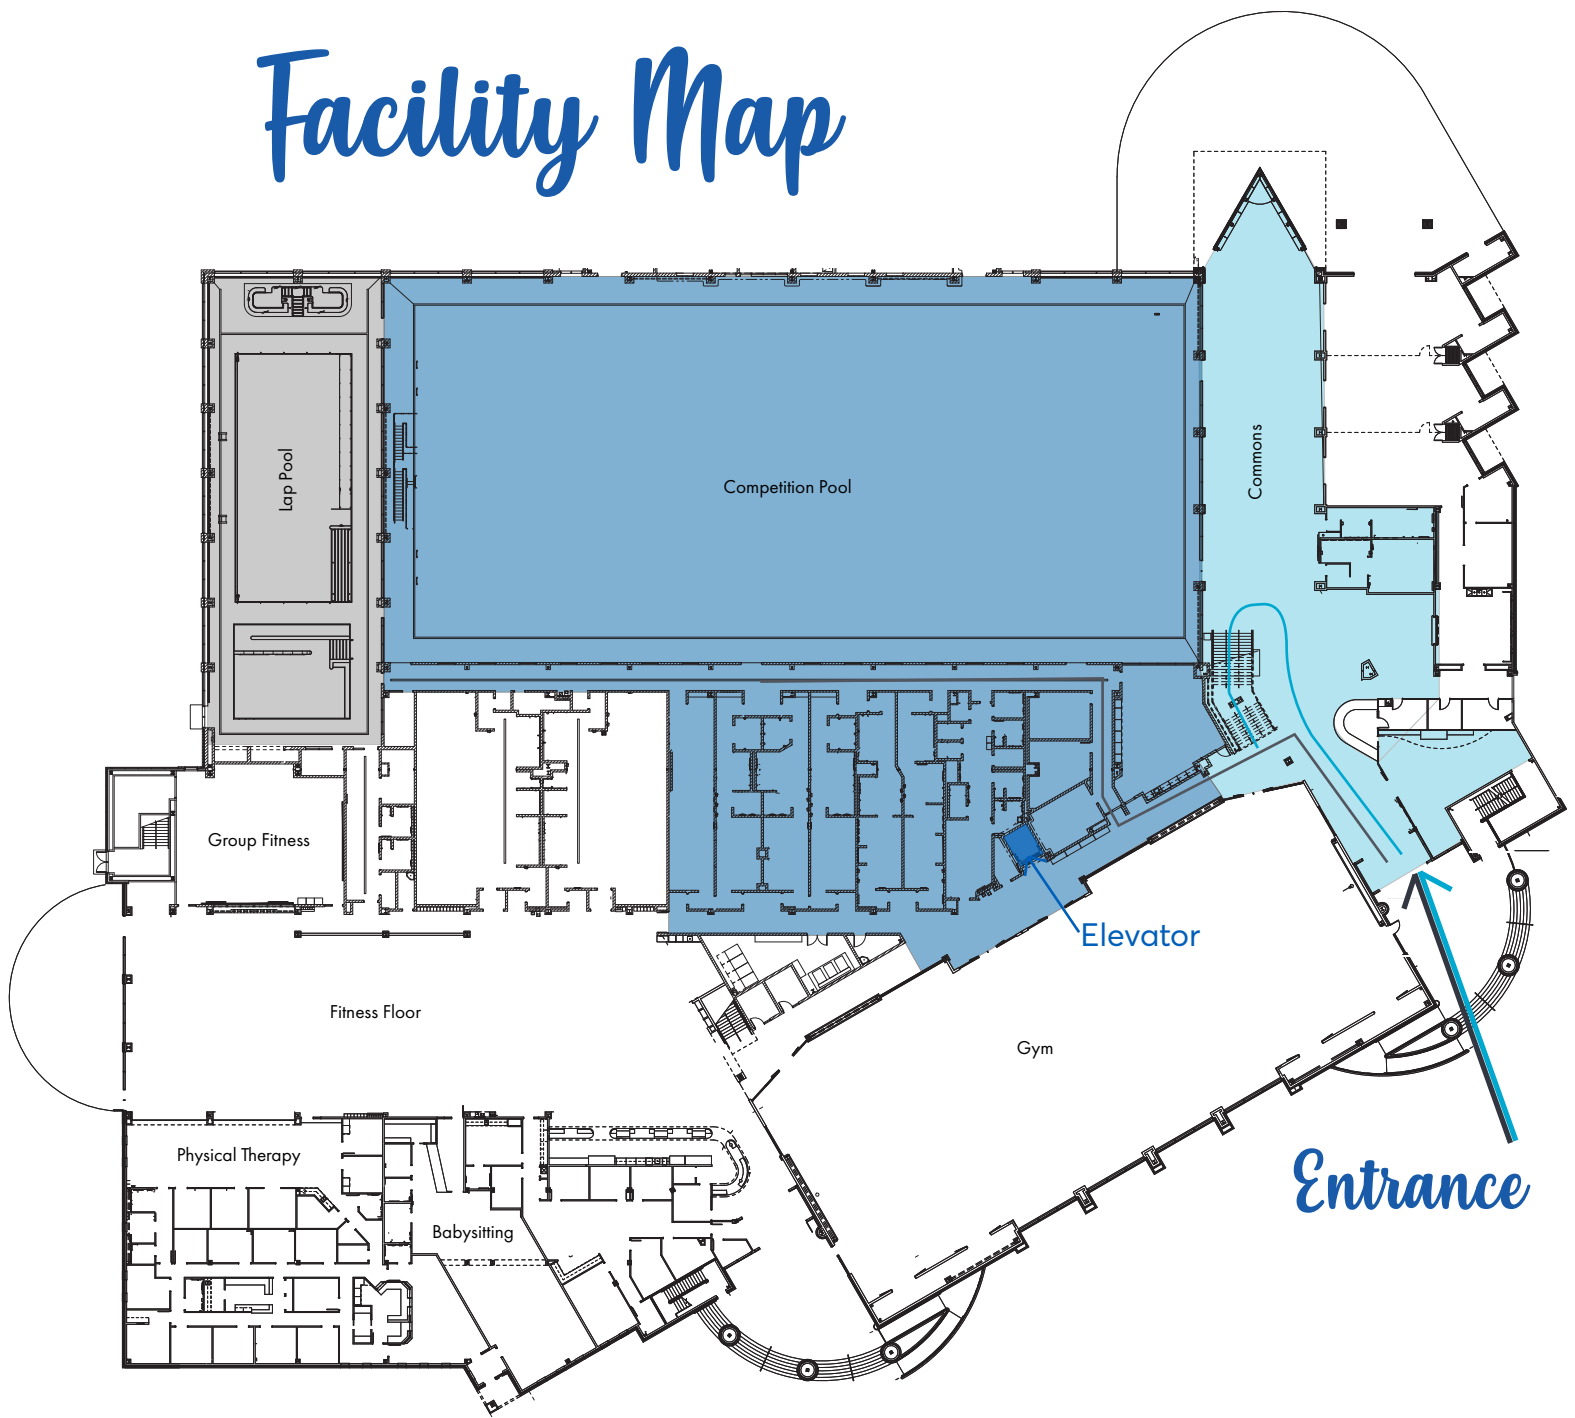 Facility Map
Lap Pool
Competition Pool
Commons
Group Fitness
Elevator
Fitness Floor
Gym
Physical Therapy
Entrance
Babysitting